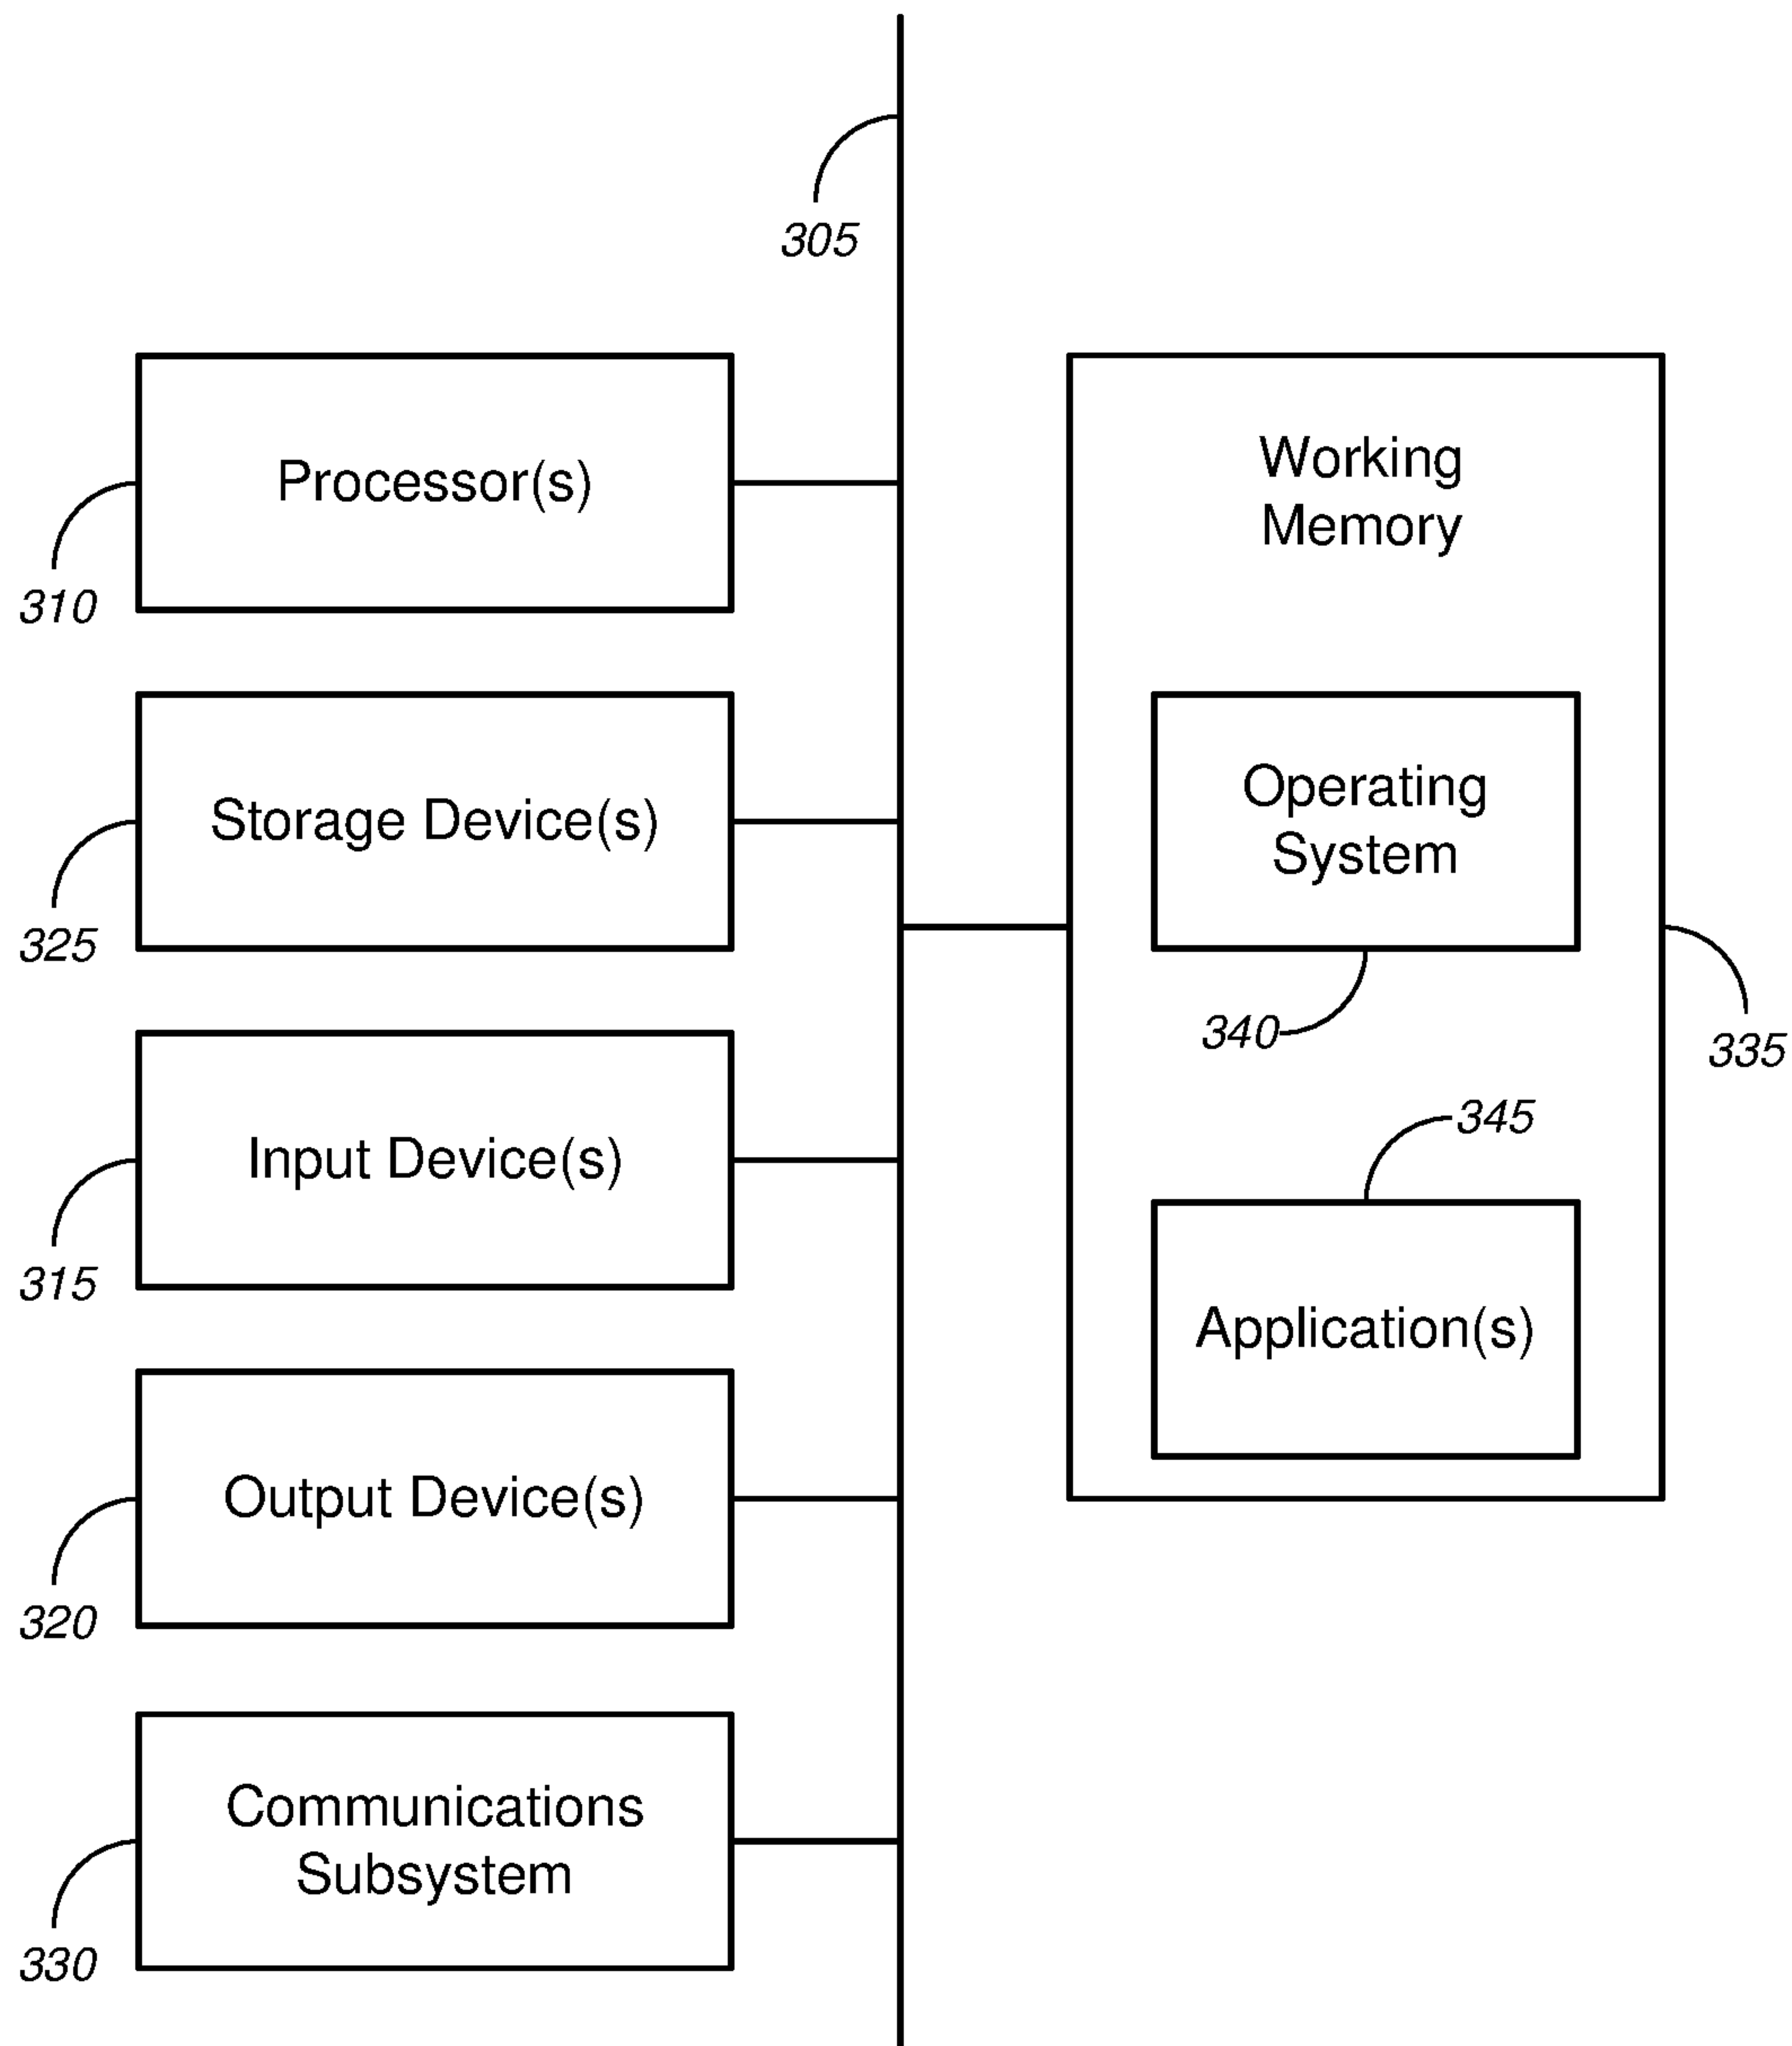 305
Processor(s)
310
Storage Device(s)
325
Input Device(s)
315
Output Device(s)
320
Communications
Subsystem
330
Working
Memory
Operating
System
340
335
345
Application(s)